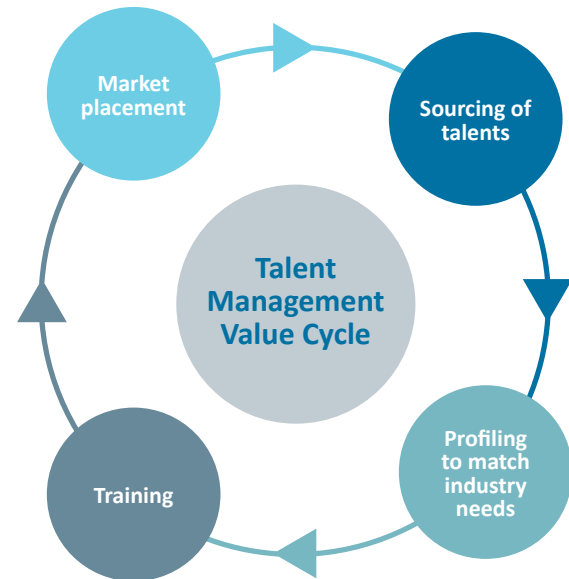 Market
placement
Sourcing of
talents
Talent
Management
Value Cycle
Profiling
to match
industry
needs
Training